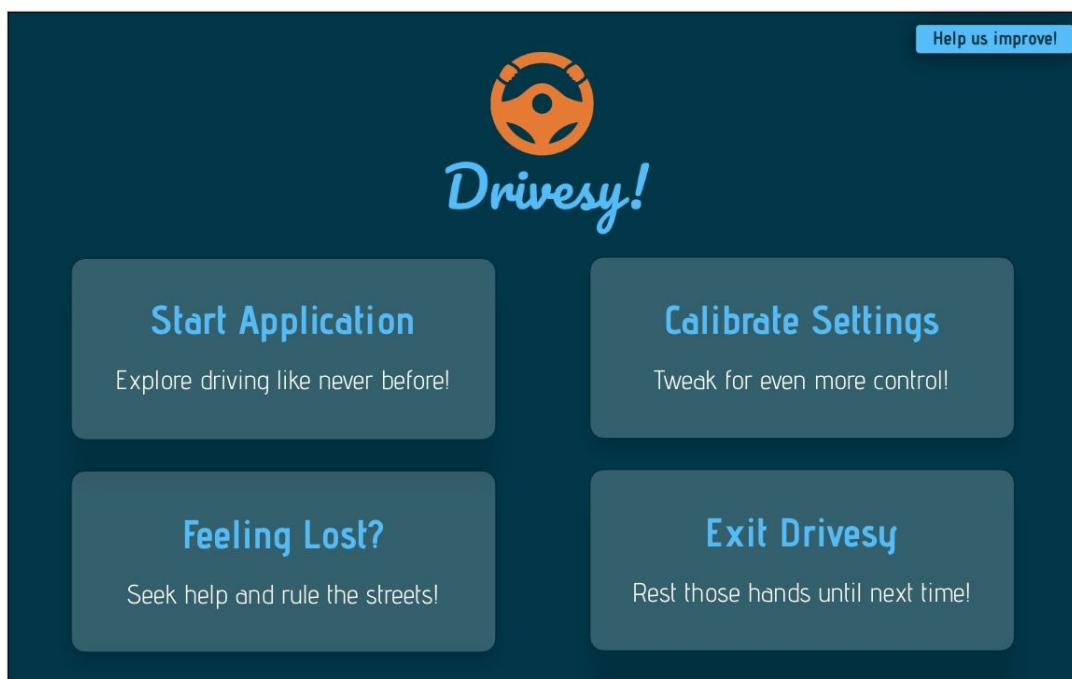 Help us improve!
Drivesy!
Start Application
Explore driving like never before!
Calibrate Settings
Tweak for even more control!
Feeling Lost?
Seek help and rule the streets!
Exit Drivesy
Rest those hands until next time!